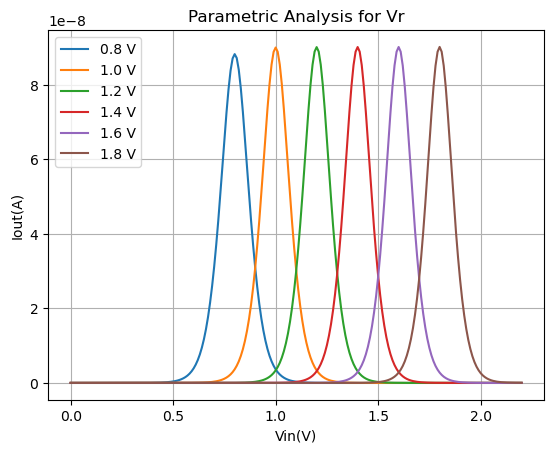 Parametric Analysis for Vr
1e−8
0.8 V
1.0 V
1.2 V
1.4 V
1.6 V
1.8 V
8
6
4
2
0
Iout(A)
0.0 0.5 1.0 1.5 2.0
Vin(V)